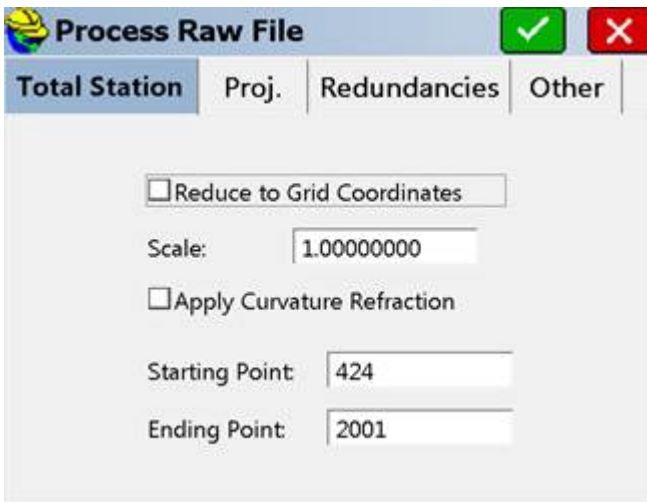 Process Raw File
Total Station Proj. Redundancies Other
Reduce to Grid Coordinates
Scale: 1.00000000
Apply Curvature Refraction
Starting Point: 424
Ending Point: 2001